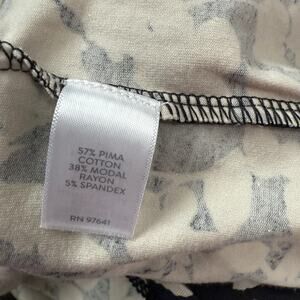 57% PIMA
COTTON
38% MODAL
RAYON
5% SPANDEX
RN 97641